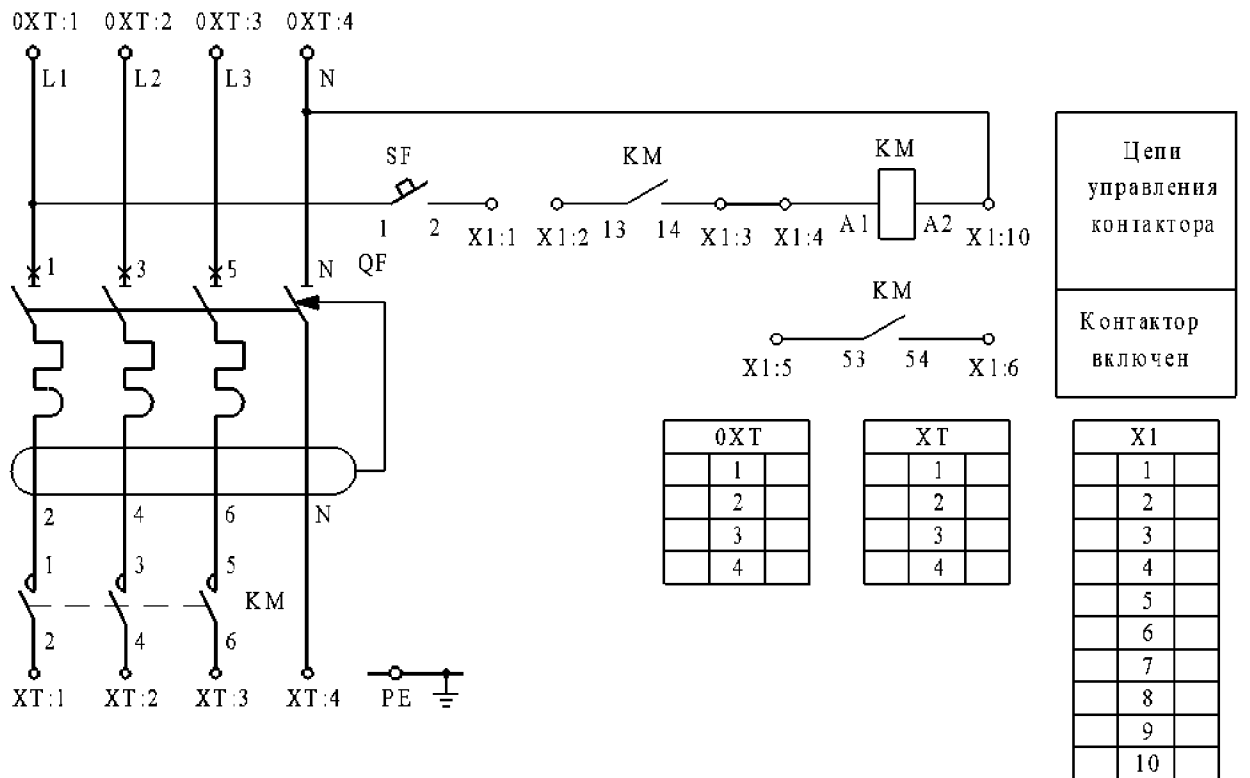 0XT:1 0XT:2 0XT:3 0XT:4
L1 L2 L3 N
SF KM KM
1 2 X1:1 X1:2 13 14 X1:3 X1:4 A1 A2 X1:10
Цепи
управления
контактора
1 3 5 N QF
KM
X1:5 53 54 X1:6
Контактор
включен
2 4 6 N
1 3 5
KM
2 4 6
XT:1 XT:2 XT:3 XT:4 PE
0XT
1
2
3
4
XT
1
2
3
4
X1
1
2
3
4
5
6
7
8
9
10